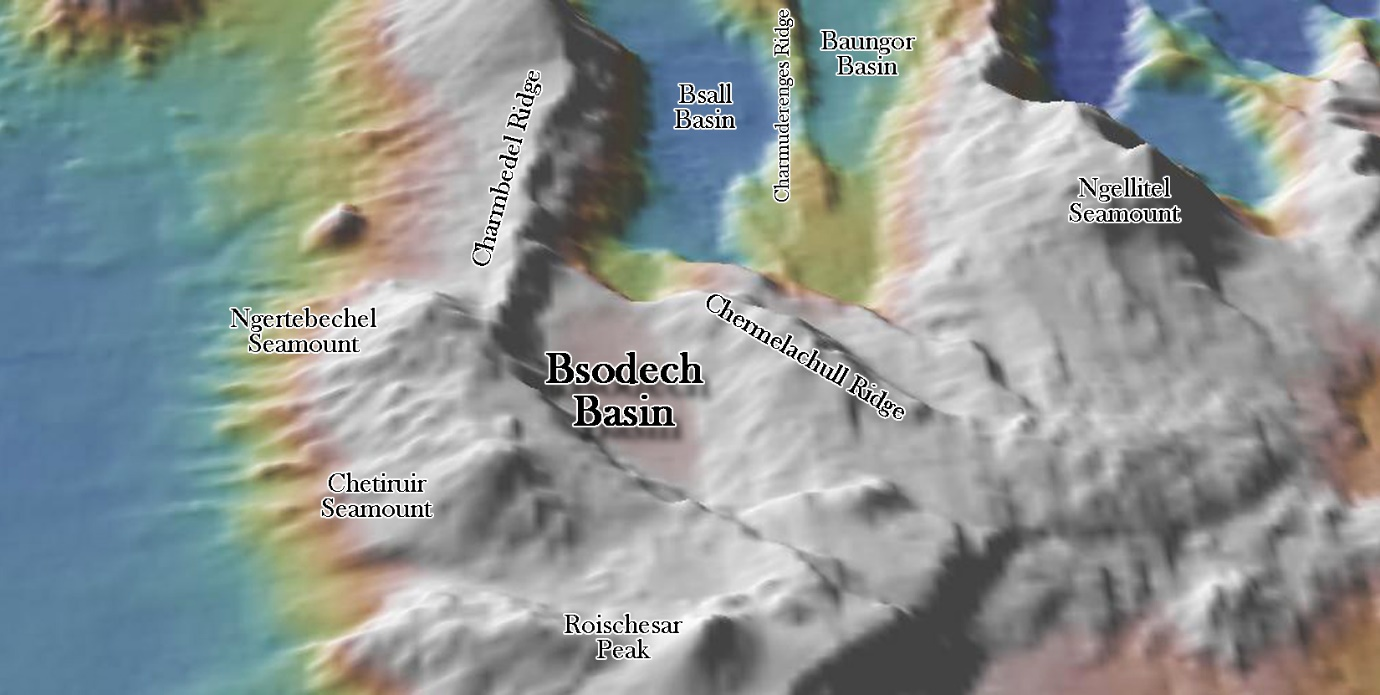 Charmuderenges Ridge
Baungor
Basin
Charmbedel Ridge
Bsall
Basin
Ngellitel
Seamount
Ngertebechel
Seamount
Chermelachull Ridge
Bsodech
Basin
Chetiruir
Seamount
Roischesar
Peak